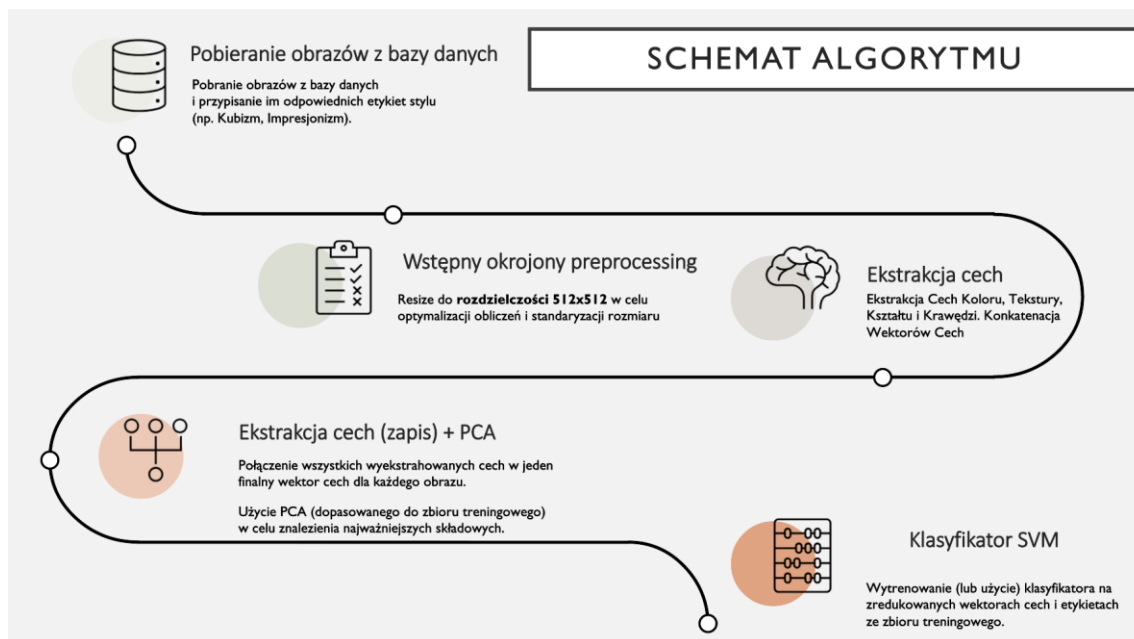 SCHEMAT ALGORYTMU
Pobieranie obrazów z bazy danych
Pobranie obrazów z bazy danych
i przypisanie im odpowiednich etykiet stylu
(np. Kubizm, Impresjonizm).
Wstępny okrojony preprocessing
Resize do rozdzielczości 512x512 w celu
optymalizacji obliczeń i standaryzacji rozmiaru
Ekstrakcja cech
Ekstrakcja Cech Koloru, Tekstury,
Kształtu i Krawędzi. Konkatenacja
Wektorów Cech
Ekstrakcja cech (zapis) + PCA
Połączenie wszystkich wyekstrahowanych cech w jeden
finalny wektor cech dla każdego obrazu.
Użycie PCA (dopasowanego do zbioru treningowego)
w celu znalezienia najważniejszych składowych.
Klasyfikator SVM
Wytrenowanie (lub użycie) klasyfikatora na
zredukowanych wektorach cech i etykietach
ze zbioru treningowego.